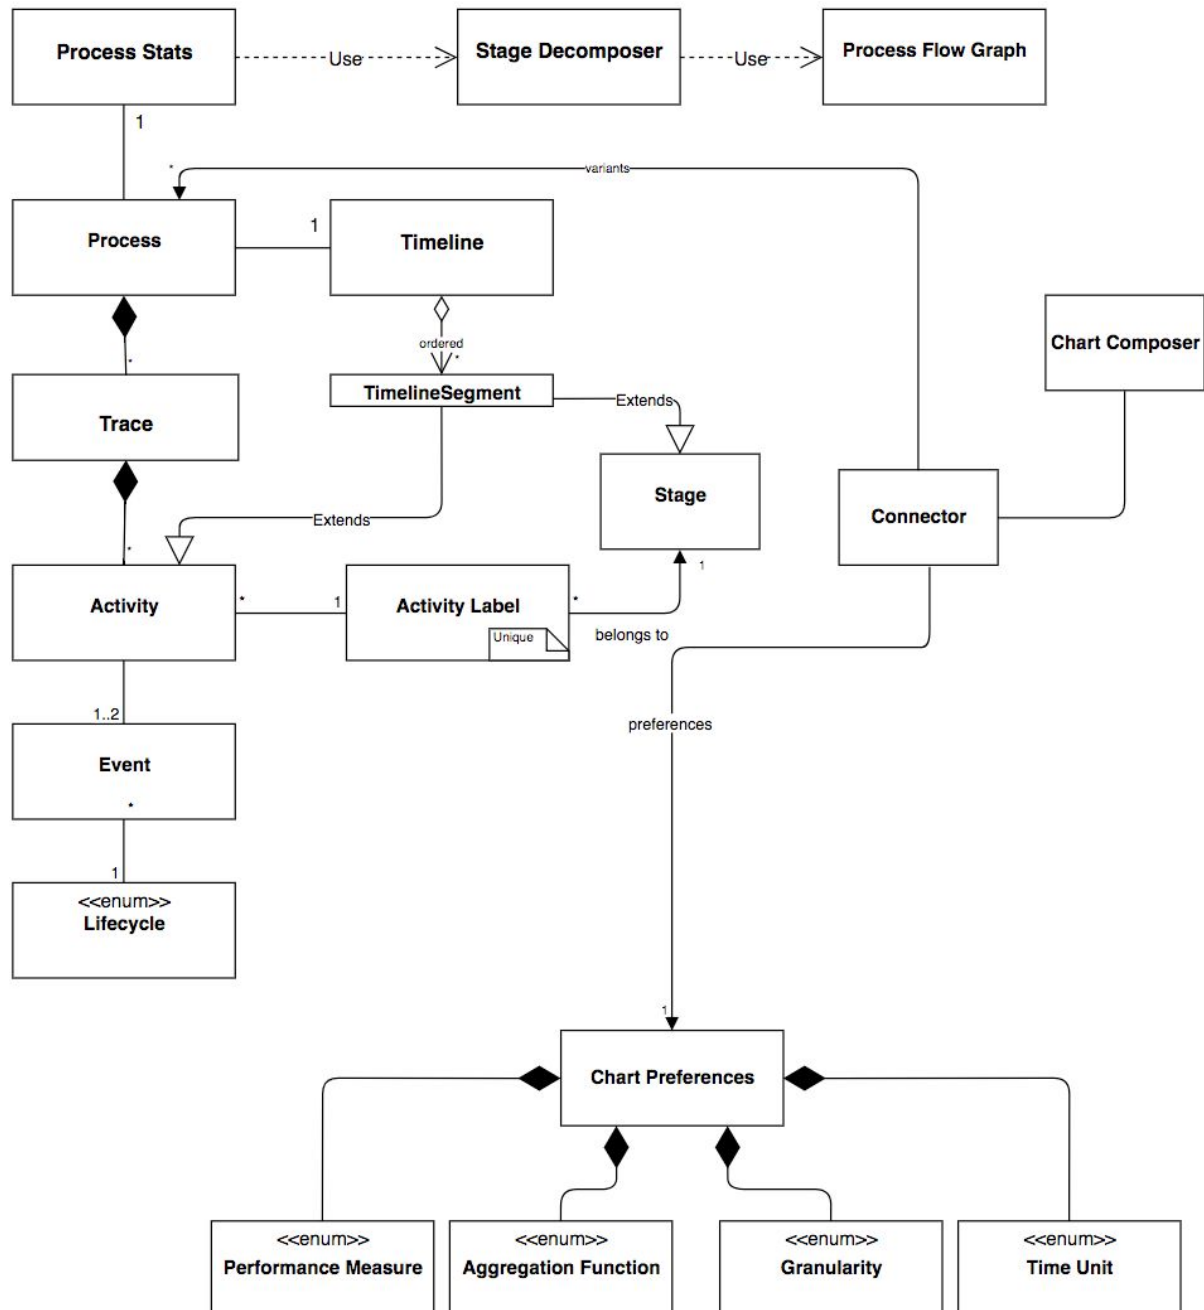 Process Stats
Use
Stage Decomposer
Use
Process Flow Graph
1
*
variants
Process
1
Timeline
ordered
*
*
Chart Composer
TimelineSegment
Extends
Trace
Stage
Connector
Extends
*
1
*
1
*
Activity
Activity Label
Unique
belongs to
1..2
preferences
Event
*
1
<<enum>>
Lifecycle
1
Chart Preferences
<<enum>>
Performance Measure
<<enum>>
Aggregation Function
<<enum>>
Granularity
<<enum>>
Time Unit